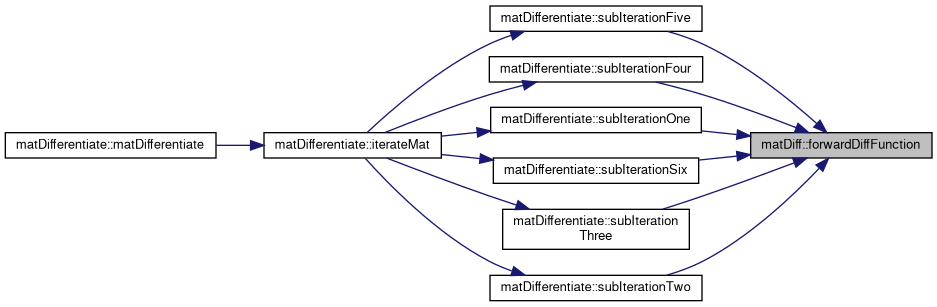 matDifferentiate::subIterationFive
matDifferentiate::subIterationFour
matDifferentiate::subIterationOne
matDiff::forwardDiffFunction
matDifferentiate::matDifferentiate
matDifferentiate::iterateMat
matDifferentiate::subIterationSix
matDifferentiate::subIteration
Three
matDifferentiate::subIterationTwo